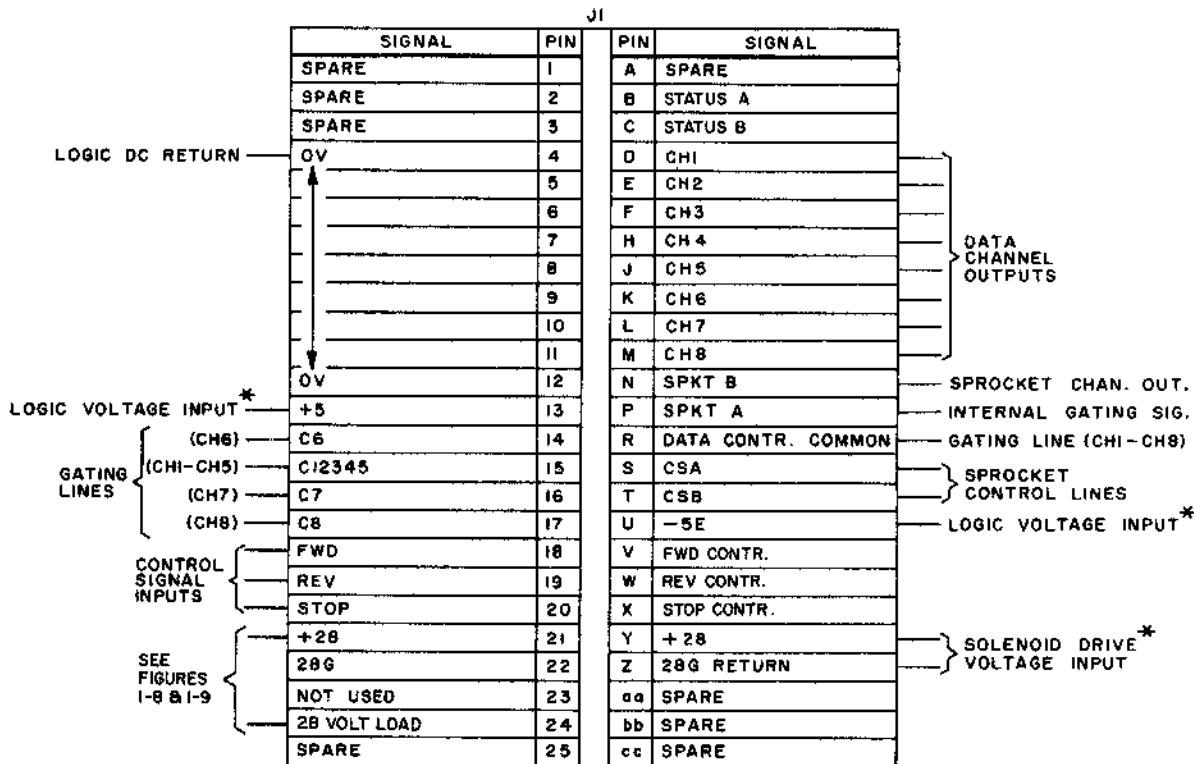 J1
SIGNAL PIN PIN SIGNAL
SPARE 1 A SPARE
SPARE 2 B STATUS A
SPARE 3 C STATUS B
LOGIC DC RETURN 0V 4 D CH1
5 E CH2
6 F CH3
7 H CH4
8 J CH5
9 K CH6
10 L CH7
11 M CH8
DATA
CHANNEL
OUTPUTS
0V 12 N SPKT B SPROCKET CHAN. OUT.
LOGIC VOLTAGE INPUT* +5 13 P SPKT A INTERNAL GATING SIG.
(CH6) C6 14 R DATA CONTR. COMMON GATING LINE (CH1-CH8)
(CH1-CH5) C12345 15 S CSA
(CH7) C7 16 T CSB
GATING
LINES
SPROCKET
CONTROL LINES
(CH8) C8 17 U -5E LOGIC VOLTAGE INPUT*
FWD 18 V FWD CONTR.
REV 19 W REV CONTR.
STOP 20 X STOP CONTR.
CONTROL
SIGNAL
INPUTS
+28 21 Y +28
28G 22 Z 28G RETURN
SOLENOID DRIVE*
VOLTAGE INPUT
NOT USED 23 aa SPARE
28 VOLT LOAD 24 bb SPARE
SEE
FIGURES
1-8 & 1-9
SPARE 25 cc SPARE